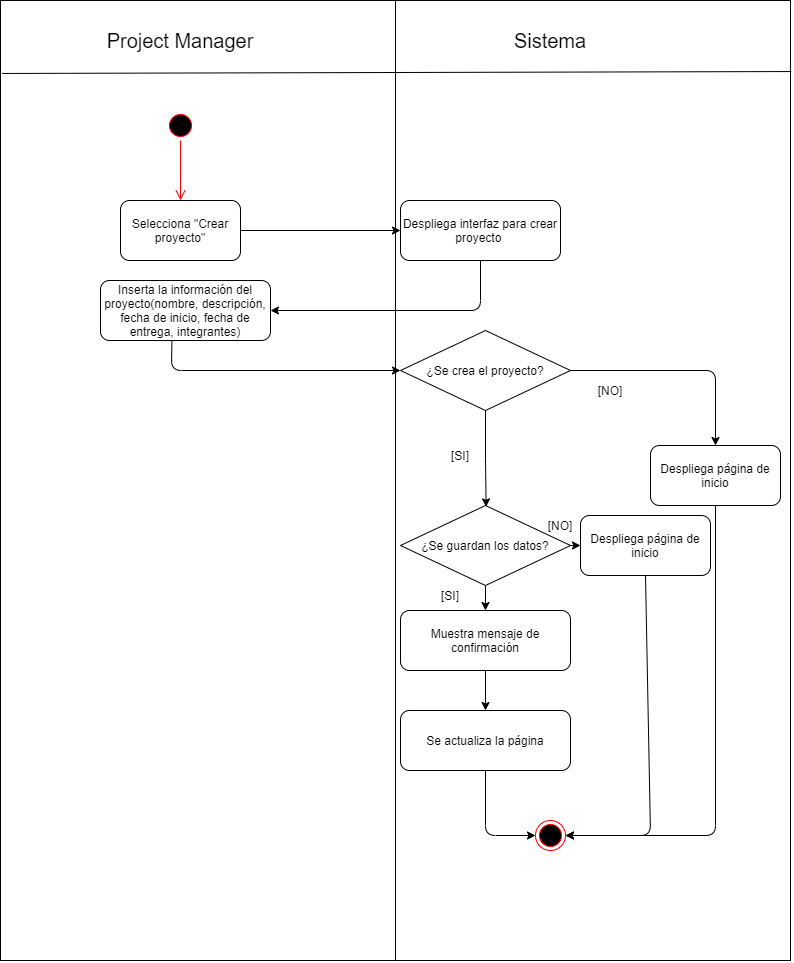 Project Manager
Sistema
Selecciona "Crear
proyecto"
Despliega interfaz para crear
proyecto
Inserta la información del
proyecto(nombre, descripción,
fecha de inicio, fecha de
entrega, integrantes)
¿Se crea el proyecto?
[NO]
[SI]
Despliega página de
inicio
¿Se guardan los datos?
[NO]
Despliega página de
inicio
[SI]
Muestra mensaje de
confirmación
Se actualiza la página